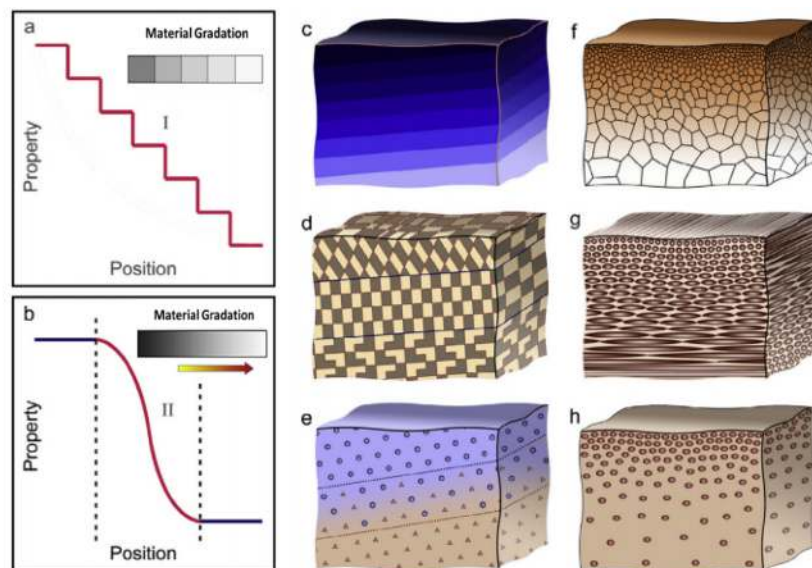 a
Material Gradation
I
Property
Position
b
Material Gradation
II
Property
Position
c
d
e
f
g
h